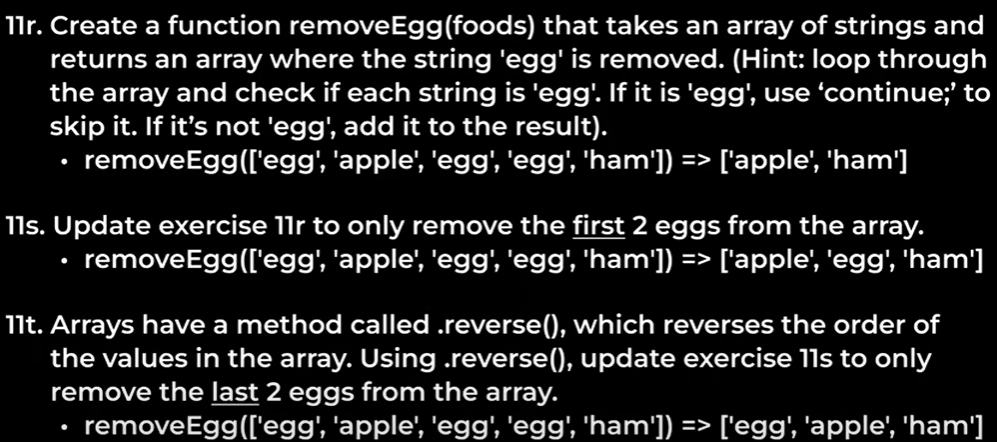 11r. Create a function removeEgg(foods) that takes an array of strings and
returns an array where the string 'egg' is removed. (Hint: loop through
the array and check if each string is 'egg'. If it is 'egg', use ‘continue;’ to
skip it. If it’s not 'egg', add it to the result).
• removeEgg(['egg', 'apple', 'egg', 'egg', 'ham']) => ['apple', 'ham']
11s. Update exercise 11r to only remove the first 2 eggs from the array.
• removeEgg(['egg', 'apple', 'egg', 'egg', 'ham']) => ['apple', 'egg', 'ham']
11t. Arrays have a method called .reverse(), which reverses the order of
the values in the array. Using .reverse(), update exercise 11s to only
remove the last 2 eggs from the array.
• removeEgg(['egg', 'apple', 'egg', 'egg', 'ham']) => ['egg', 'apple', 'ham']